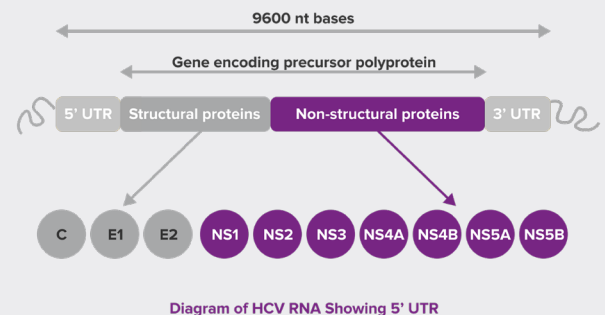 9600 nt bases
Gene encoding precursor polyprotein
5’ UTR Structural proteins Non-structural proteins 3’ UTR
C E1 E2 NS1 NS2 NS3 NS4A NS4B NS5A NS5B
Diagram of HCV RNA Showing 5’ UTR